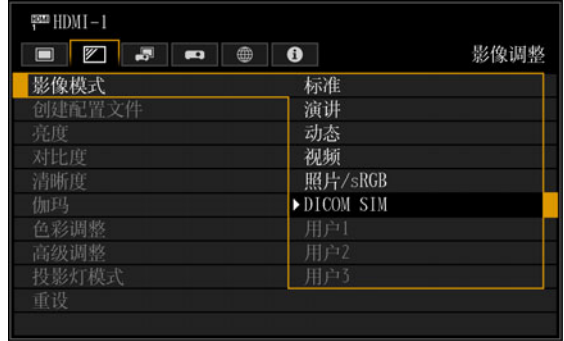 HDMI-1
影像调整
影像模式 标准
创建配置文件 演讲
亮度 动态
对比度 视频
清晰度 照片/sRGB
伽玛 DICOM SIM
色彩调整 用户1
高级调整 用户2
投影灯模式 用户3
重设